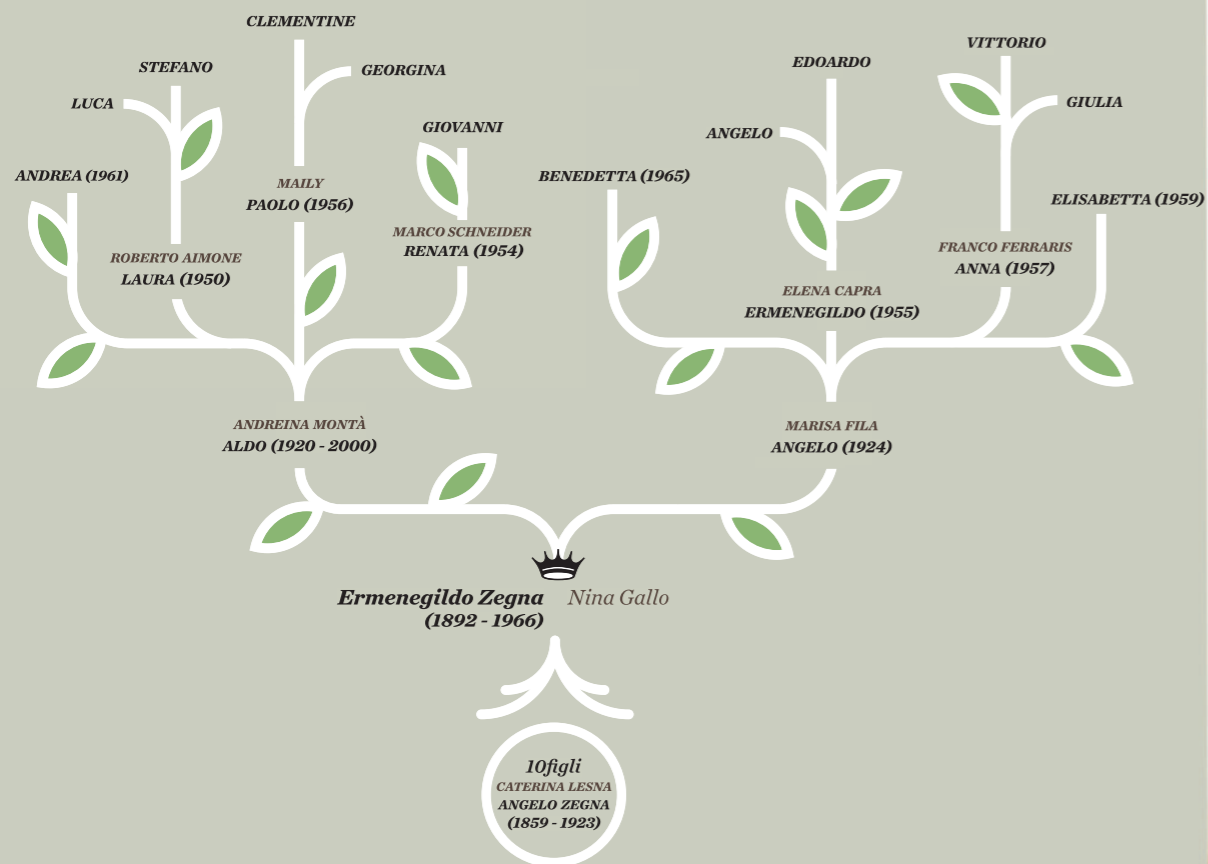 CLEMENTINE
VITTORIO
EDOARDO
STEFANO
GEORGINA
LUCA
GIULIA
GIOVANNI
ANGELO
ANDREA (1961)
BENEDETTA (1965)
MAILY
PAOLO (1956)
ELISABETTA (1959)
MARCO SCHNEIDER
RENATA (1954)
FRANCO FERRARIS
ANNA (1957)
ROBERTO AIMONE
LAURA (1950)
ELENA CAPRA
ERMENEGILDO (1955)
ANDREINA MONTÀ
ALDO (1920 - 2000)
MARISA FILA
ANGELO (1924)
Ermenegildo Zegna Nina Gallo
(1892 - 1966)
10figli
CATERINA LESNA
ANGELO ZEGNA
(1859 - 1923)